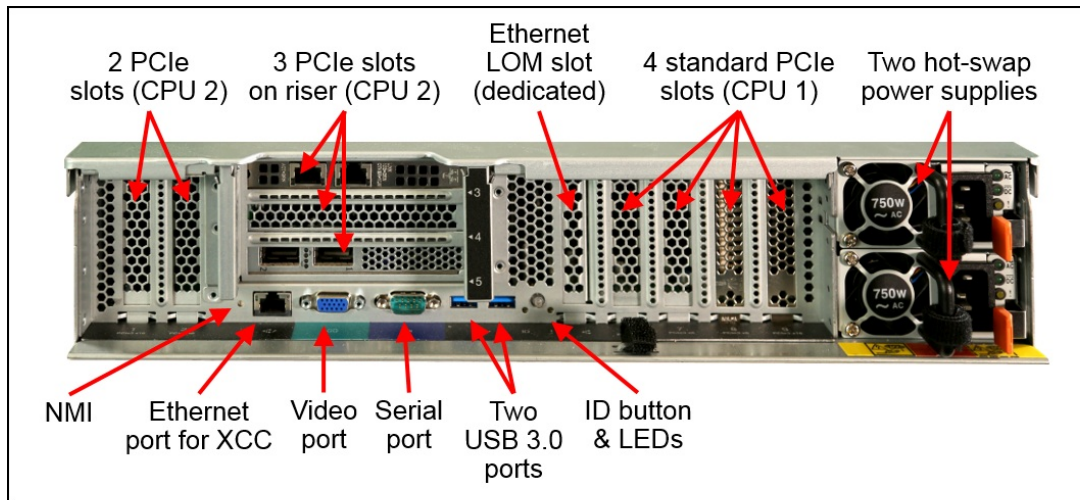 2 PCIe
slots (CPU 2)
3 PCIe slots
on riser (CPU 2)
Ethernet
LOM slot
(dedicated)
4 standard PCIe
slots (CPU 1)
Two hot-swap
power supplies
3
4
5
750W
AC
750W
AC
NMI
Ethernet
port for XCC
Video
port
Serial
port
Two
USB 3.0
ports
ID button
& LEDs